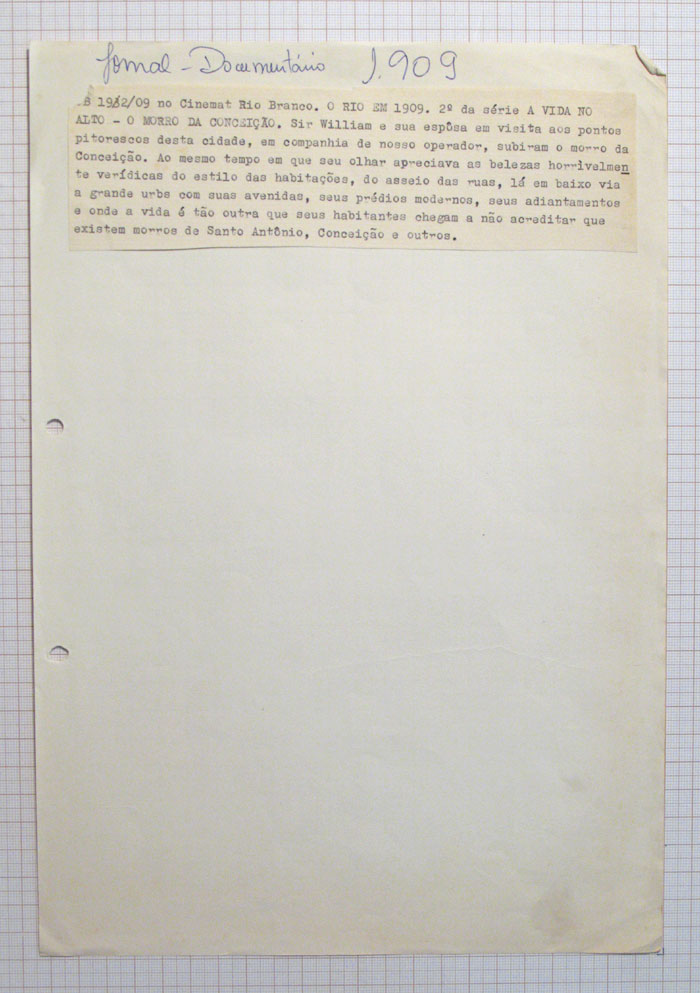 Jornal - Documentário 1.909
.B 19/2/09 no Cinemat Rio Branco. O RIO EM 1909. 2º da série A VIDA NO
ALTO - O MORRO DA CONCEIÇÃO. Sir William e sua espôsa em visita aos pontos
pitorescos desta cidade, em companhia de nosso operador, subiram o morro da
Conceição. Ao mesmo tempo em que seu olhar apreciava as belezas horrivelmen
te verídicas do estilo das habitações, do asseio das ruas, lá em baixo via
a grande urbs com suas avenidas, seus prédios modernos, seus adiantamentos
e onde a vida é tão outra que seus habitantes chegam a não acreditar que
existem morros de Santo Antônio, Conceição e outros.